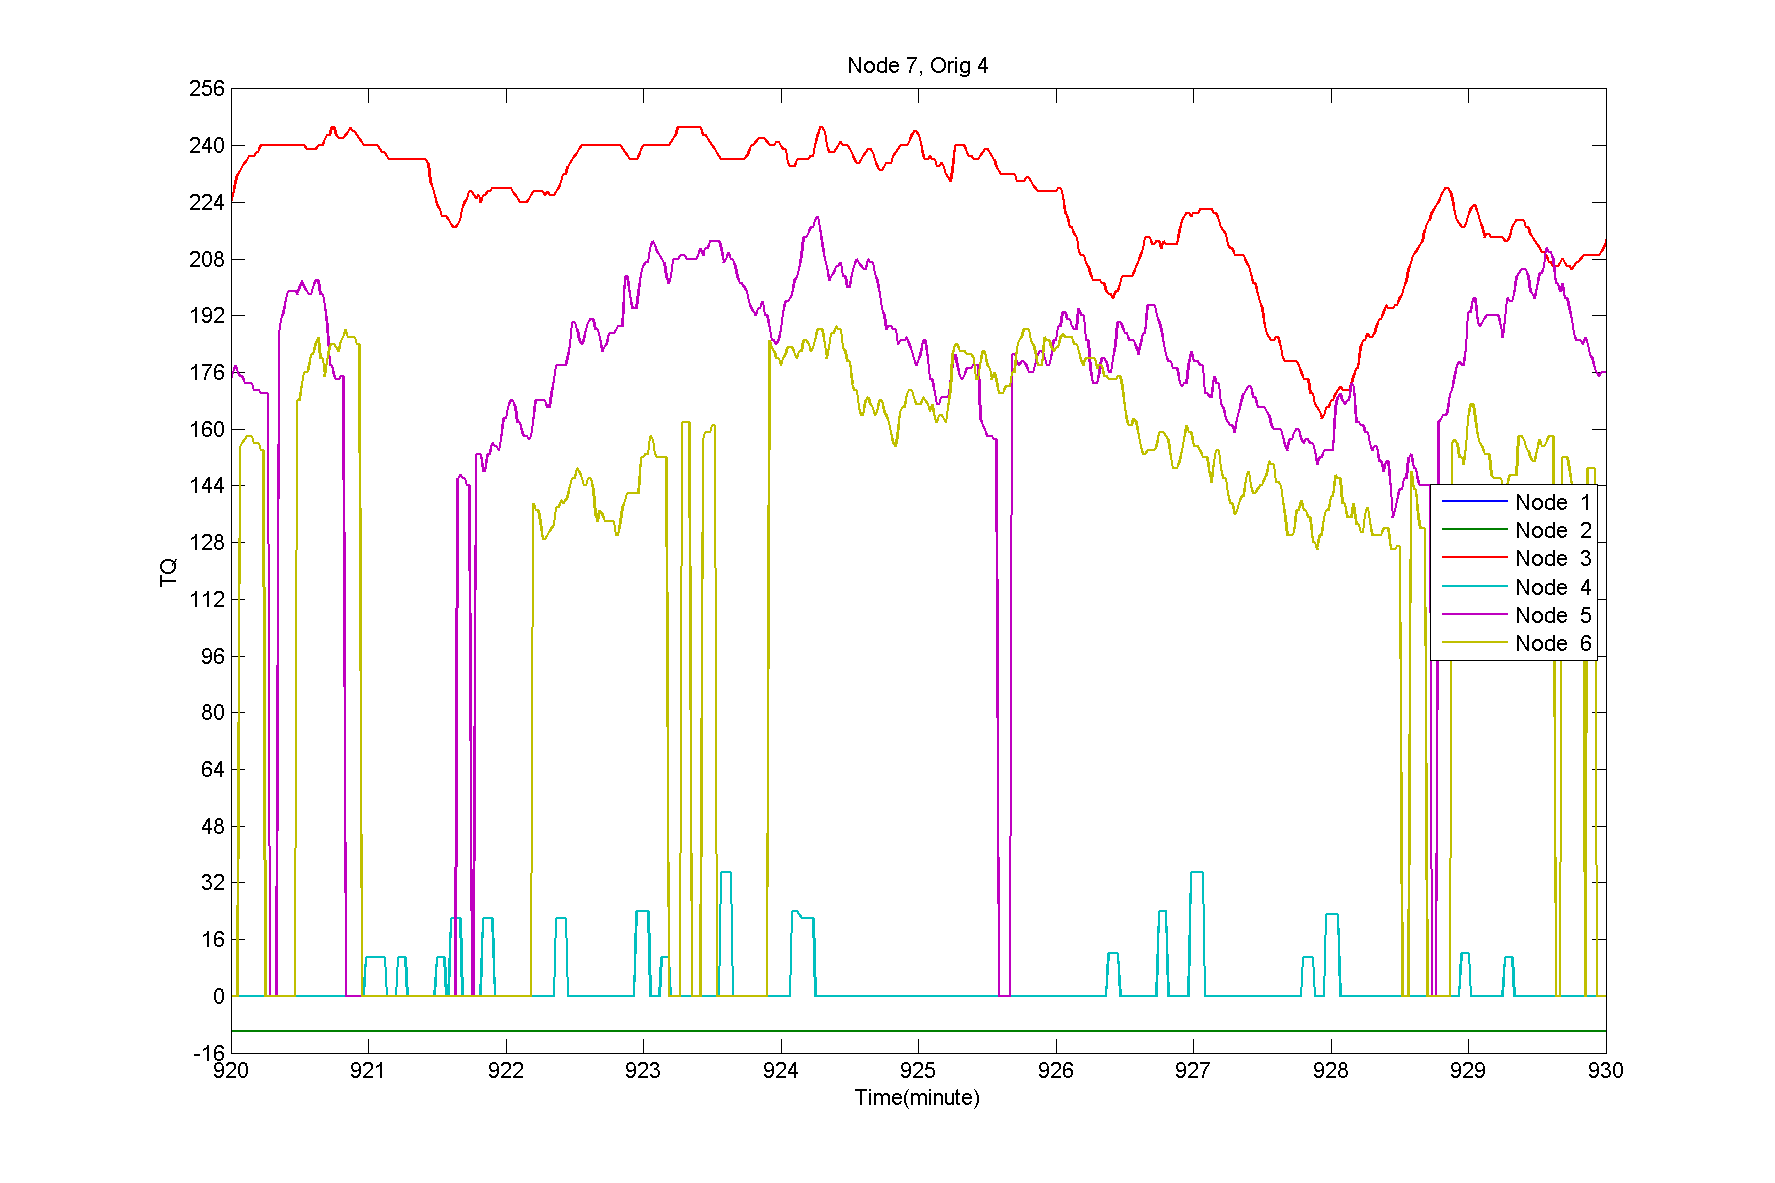 Node 7, Orig 4
256
240
224
208
192
176
160
144
128
112
96
80
64
48
32
16
0
-16
TQ
Node 1
Node 2
Node 3
Node 4
Node 5
Node 6
920 921 922 923 924 925 926 927 928 929 930
Time(minute)